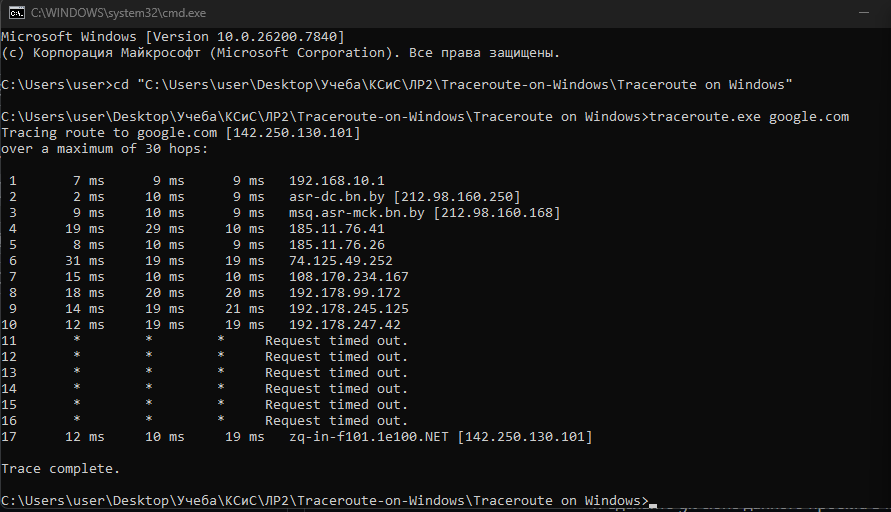 C:\WINDOWS\system32\cmd.exe
Microsoft Windows [Version 10.0.26200.7840]
(c) Корпорация Майкрософт (Microsoft Corporation). Все права защищены.
C:\Users\user>cd "C:\Users\user\Desktop\Учеба\КСиС\ЛР2\Traceroute-on-Windows\Traceroute on Windows"
C:\Users\user\Desktop\Учеба\КСиС\ЛР2\Traceroute-on-Windows\Traceroute on Windows>traceroute.exe google.com
Tracing route to google.com [142.250.130.101]
over a maximum of 30 hops:
1 7 ms 9 ms 9 ms 192.168.10.1
2 2 ms 10 ms 9 ms asr-dc.bn.by [212.98.160.250]
3 9 ms 10 ms 9 ms msq.asr-mck.bn.by [212.98.160.168]
4 19 ms 29 ms 10 ms 185.11.76.41
5 8 ms 10 ms 9 ms 185.11.76.26
6 31 ms 19 ms 19 ms 74.125.49.252
7 15 ms 10 ms 10 ms 108.170.234.167
8 18 ms 20 ms 20 ms 192.178.99.172
9 14 ms 19 ms 21 ms 192.178.245.125
10 12 ms 19 ms 19 ms 192.178.247.42
11 * * * Request timed out.
12 * * * Request timed out.
13 * * * Request timed out.
14 * * * Request timed out.
15 * * * Request timed out.
16 * * * Request timed out.
17 12 ms 10 ms 19 ms zq-in-f101.1e100.NET [142.250.130.101]
Trace complete.
C:\Users\user\Desktop\Учеба\КСиС\ЛР2\Traceroute-on-Windows\Traceroute on Windows>